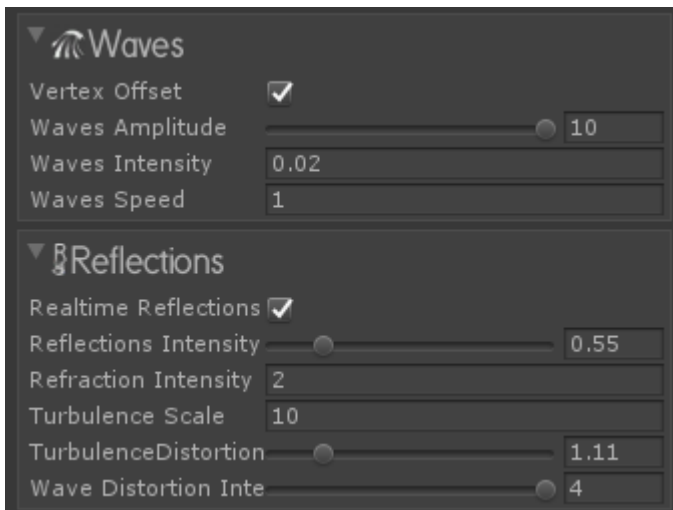 Waves
Vertex Offset
Waves Amplitude 10
Waves Intensity 0.02
Waves Speed 1
Reflections
Realtime Reflections
Reflections Intensity 0.55
Refraction Intensity 2
Turbulence Scale 10
TurbulenceDistortion 1.11
Wave Distortion Inte 4